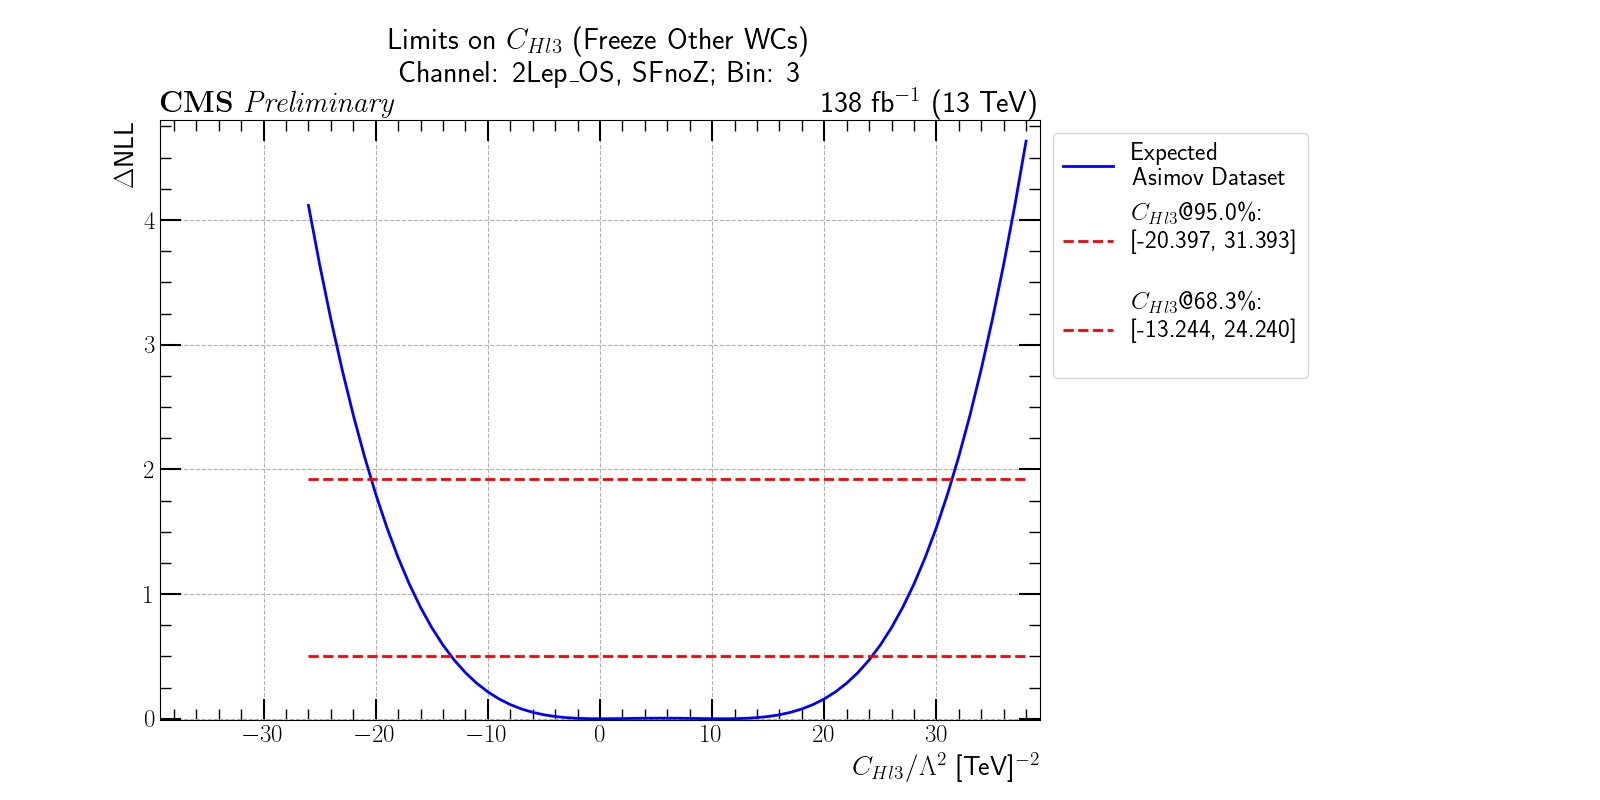 Limits on C_{Hl3} (Freeze Other WCs)
Channel: 2Lep_OS, SFnoZ; Bin: 3
CMS Preliminary 138 fb^{-1} (13 TeV)
ΔNLL
4
3
2
1
0
−30 −20 −10 0 10 20 30
C_{Hl3}/Λ^2 [TeV]^{-2}
Expected
Asimov Dataset
C_{Hl3}@95.0%:
[-20.397, 31.393]
C_{Hl3}@68.3%:
[-13.244, 24.240]